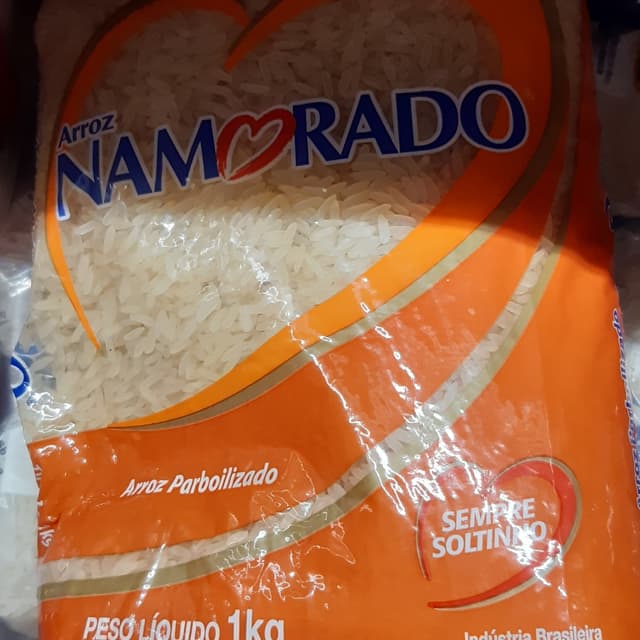 Arroz
NAMORADO
Arroz Parboilizado
SEMPRE
SOLTINHO
PESO LÍQUIDO 1kg
Indústria Brasileira